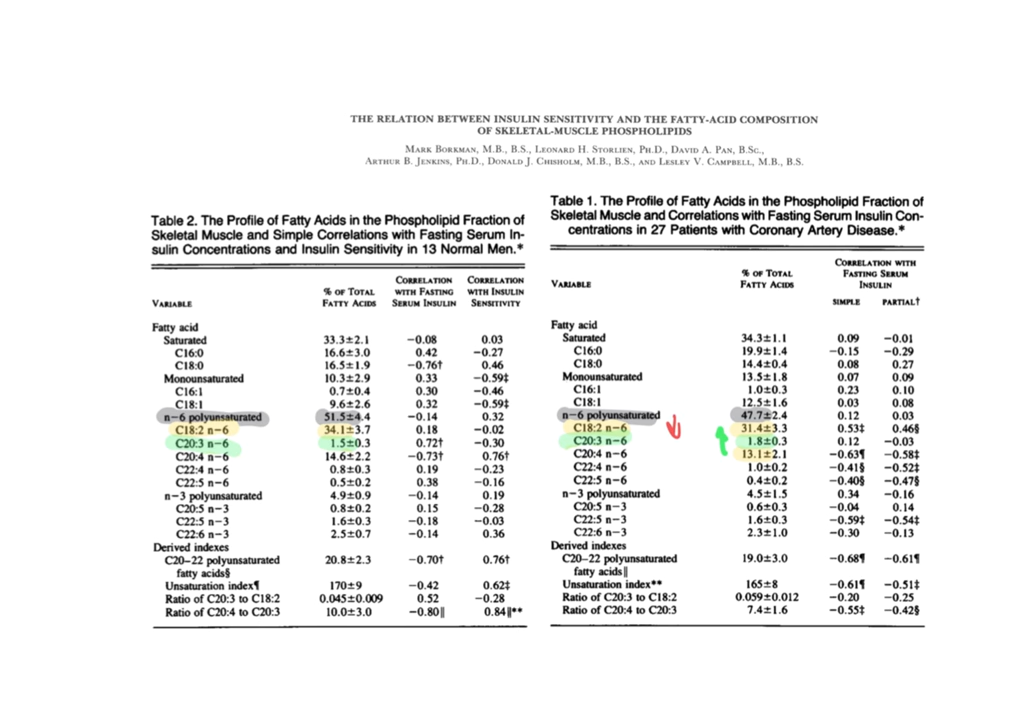 THE RELATION BETWEEN INSULIN SENSITIVITY AND THE FATTY-ACID COMPOSITION
OF SKELETAL-MUSCLE PHOSPHOLIPIDS
MARK BORKMAN, M.B., B.S., LEONARD H. STORLIEN, PH.D., DAVID A. PAN, B.SC.,
ARTHUR B. JENKINS, PH.D., DONALD J. CHISHOLM, M.B., B.S., AND LESLEY V. CAMPBELL, M.B., B.S.
Table 2. The Profile of Fatty Acids in the Phospholipid Fraction of
Skeletal Muscle and Simple Correlations with Fasting Serum In-
sulin Concentrations and Insulin Sensitivity in 13 Normal Men.*
VARIABLE % OF TOTAL FATTY ACIDS CORRELATION WITH FASTING SERUM INSULIN CORRELATION WITH INSULIN SENSITIVITY
Fatty acid
Saturated 33.3±2.1 −0.08 0.03
C16:0 16.6±3.0 0.42 −0.27
C18:0 16.5±1.9 −0.76† 0.46
Monounsaturated 10.3±2.9 0.33 −0.59‡
C16:1 0.7±0.4 0.30 −0.46
C18:1 9.6±2.6 0.32 −0.59‡
n−6 polyunsaturated 51.5±4.4 −0.14 0.32
C18:2 n−6 34.1±3.7 0.18 −0.02
C20:3 n−6 1.5±0.3 0.72† −0.30
C20:4 n−6 14.6±2.2 −0.73† 0.76†
C22:4 n−6 0.8±0.3 0.19 −0.23
C22:5 n−6 0.5±0.2 0.38 −0.16
n−3 polyunsaturated 4.9±0.9 −0.14 0.19
C20:5 n−3 0.8±0.2 0.15 −0.28
C22:5 n−3 1.6±0.3 −0.18 −0.03
C22:6 n−3 2.5±0.7 −0.14 0.36
Derived indexes
C20−22 polyunsaturated 20.8±2.3 −0.70† 0.76†
fatty acids§
Unsaturation index¶ 170±9 −0.42 0.62‡
Ratio of C20:3 to C18:2 0.045±0.009 0.52 −0.28
Ratio of C20:4 to C20:3 10.0±3.0 −0.80‖ 0.84‖**
Table 1. The Profile of Fatty Acids in the Phospholipid Fraction of
Skeletal Muscle and Correlations with Fasting Serum Insulin Con-
centrations in 27 Patients with Coronary Artery Disease.*
VARIABLE % OF TOTAL FATTY ACIDS CORRELATION WITH FASTING SERUM INSULIN
SIMPLE PARTIAL†
Fatty acid
Saturated 34.3±1.1 0.09 −0.01
C16:0 19.9±1.4 −0.15 −0.29
C18:0 14.4±0.4 0.08 0.27
Monounsaturated 13.5±1.8 0.07 0.09
C16:1 1.0±0.3 0.23 0.10
C18:1 12.5±1.6 0.03 0.08
n−6 polyunsaturated 47.7±2.4 0.12 0.03
C18:2 n−6 31.4±3.3 0.53‡ 0.46§
C20:3 n−6 1.8±0.3 0.12 −0.03
C20:4 n−6 13.1±2.1 −0.63¶ −0.58‡
C22:4 n−6 1.0±0.2 −0.41§ −0.52‡
C22:5 n−6 0.4±0.2 −0.40§ −0.47§
n−3 polyunsaturated 4.5±1.5 0.34 −0.16
C20:5 n−3 0.6±0.3 −0.04 0.14
C22:5 n−3 1.6±0.3 −0.59‡ −0.54‡
C22:6 n−3 2.3±1.0 −0.30 −0.13
Derived indexes
C20−22 polyunsaturated 19.0±3.0 −0.68¶ −0.61¶
fatty acids‖
Unsaturation index** 165±8 −0.61¶ −0.51‡
Ratio of C20:3 to C18:2 0.059±0.012 −0.20 −0.25
Ratio of C20:4 to C20:3 7.4±1.6 −0.55‡ −0.42§